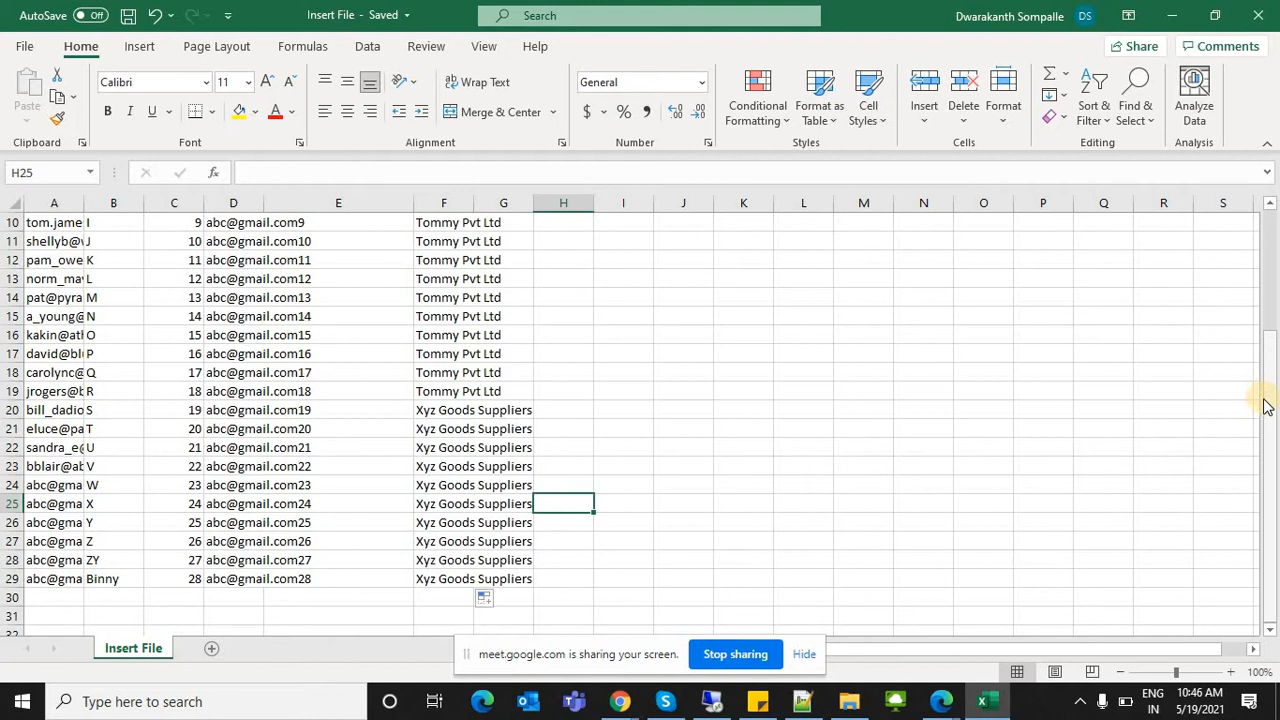 AutoSave Off Insert File - Saved Search Dwarakanth Sompalle DS
File Home Insert Page Layout Formulas Data Review View Help Share Comments
Paste Calibri 11 Wrap Text General Conditional Formatting Format as Table Cell Styles Insert Delete Format Sort & Filter Find & Select Analyze Data
B I U A Merge & Center $ %
Clipboard Font Alignment Number Styles Cells Editing Analysis
H25 fx
A B C D E F G H I J K L M N O P Q R S
10 tom.jame I 9 abc@gmail.com9 Tommy Pvt Ltd
11 shellyb@ J 10 abc@gmail.com10 Tommy Pvt Ltd
12 pam_owe K 11 abc@gmail.com11 Tommy Pvt Ltd
13 norm_ma L 12 abc@gmail.com12 Tommy Pvt Ltd
14 pat@pyra M 13 abc@gmail.com13 Tommy Pvt Ltd
15 a_young@ N 14 abc@gmail.com14 Tommy Pvt Ltd
16 kakin@at O 15 abc@gmail.com15 Tommy Pvt Ltd
17 david@bl P 16 abc@gmail.com16 Tommy Pvt Ltd
18 carolync@ Q 17 abc@gmail.com17 Tommy Pvt Ltd
19 jrogers@b R 18 abc@gmail.com18 Tommy Pvt Ltd
20 bill_dadio S 19 abc@gmail.com19 Xyz Goods Suppliers
21 eluce@pa T 20 abc@gmail.com20 Xyz Goods Suppliers
22 sandra_e@ U 21 abc@gmail.com21 Xyz Goods Suppliers
23 bblair@ab V 22 abc@gmail.com22 Xyz Goods Suppliers
24 abc@gma W 23 abc@gmail.com23 Xyz Goods Suppliers
25 abc@gma X 24 abc@gmail.com24 Xyz Goods Suppliers
26 abc@gma Y 25 abc@gmail.com25 Xyz Goods Suppliers
27 abc@gma Z 26 abc@gmail.com26 Xyz Goods Suppliers
28 abc@gma ZY 27 abc@gmail.com27 Xyz Goods Suppliers
29 abc@gma Binny 28 abc@gmail.com28 Xyz Goods Suppliers
30
31
32
Insert File
meet.google.com is sharing your screen. Stop sharing Hide
100%
Type here to search ENG 10:46 AM
IN 5/19/2021